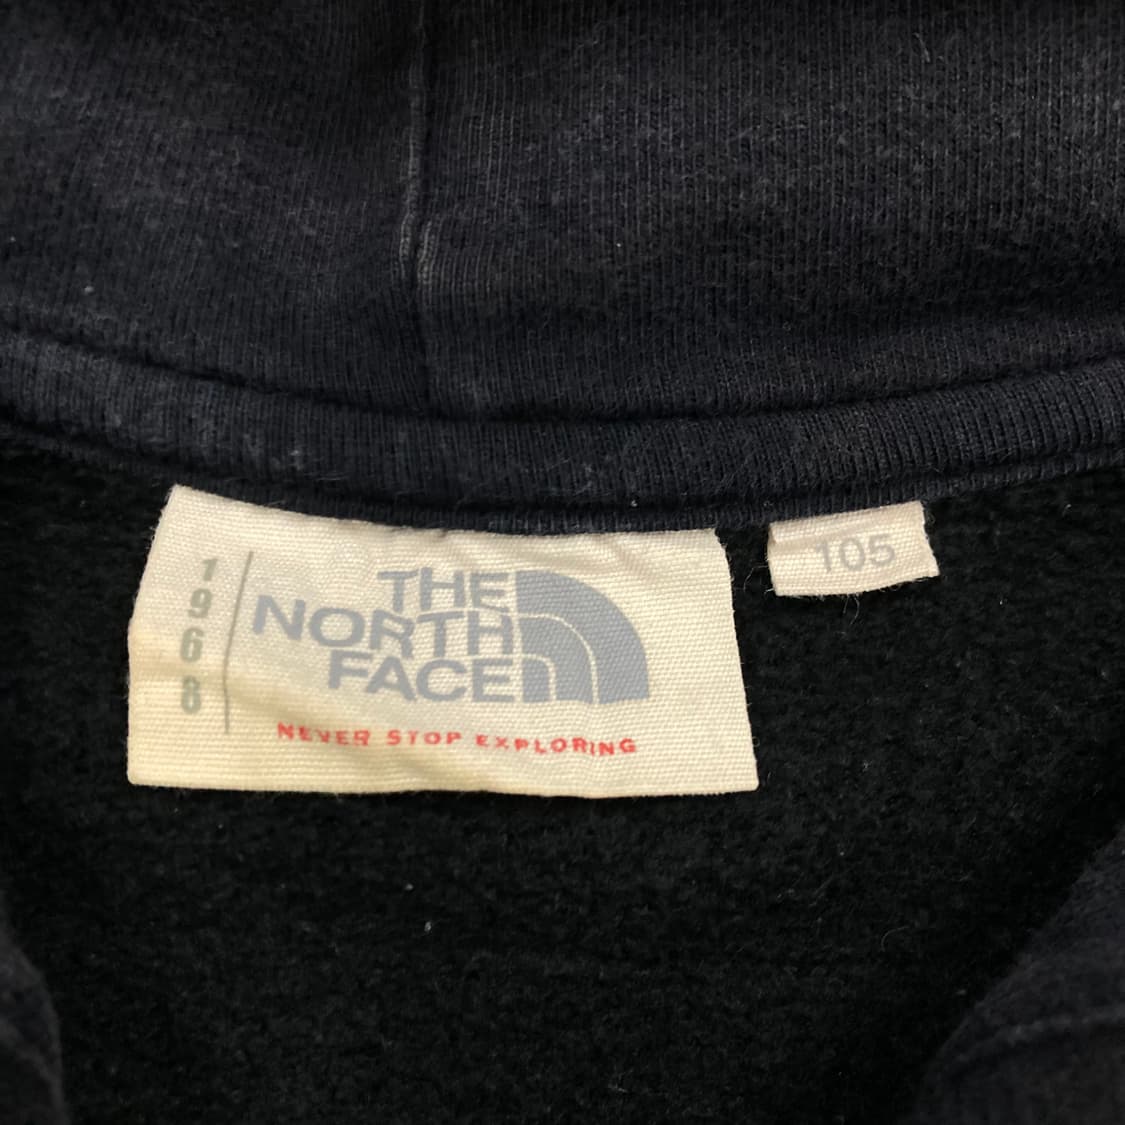 1968
THE
NORTH
FACE
NEVER STOP EXPLORING
105